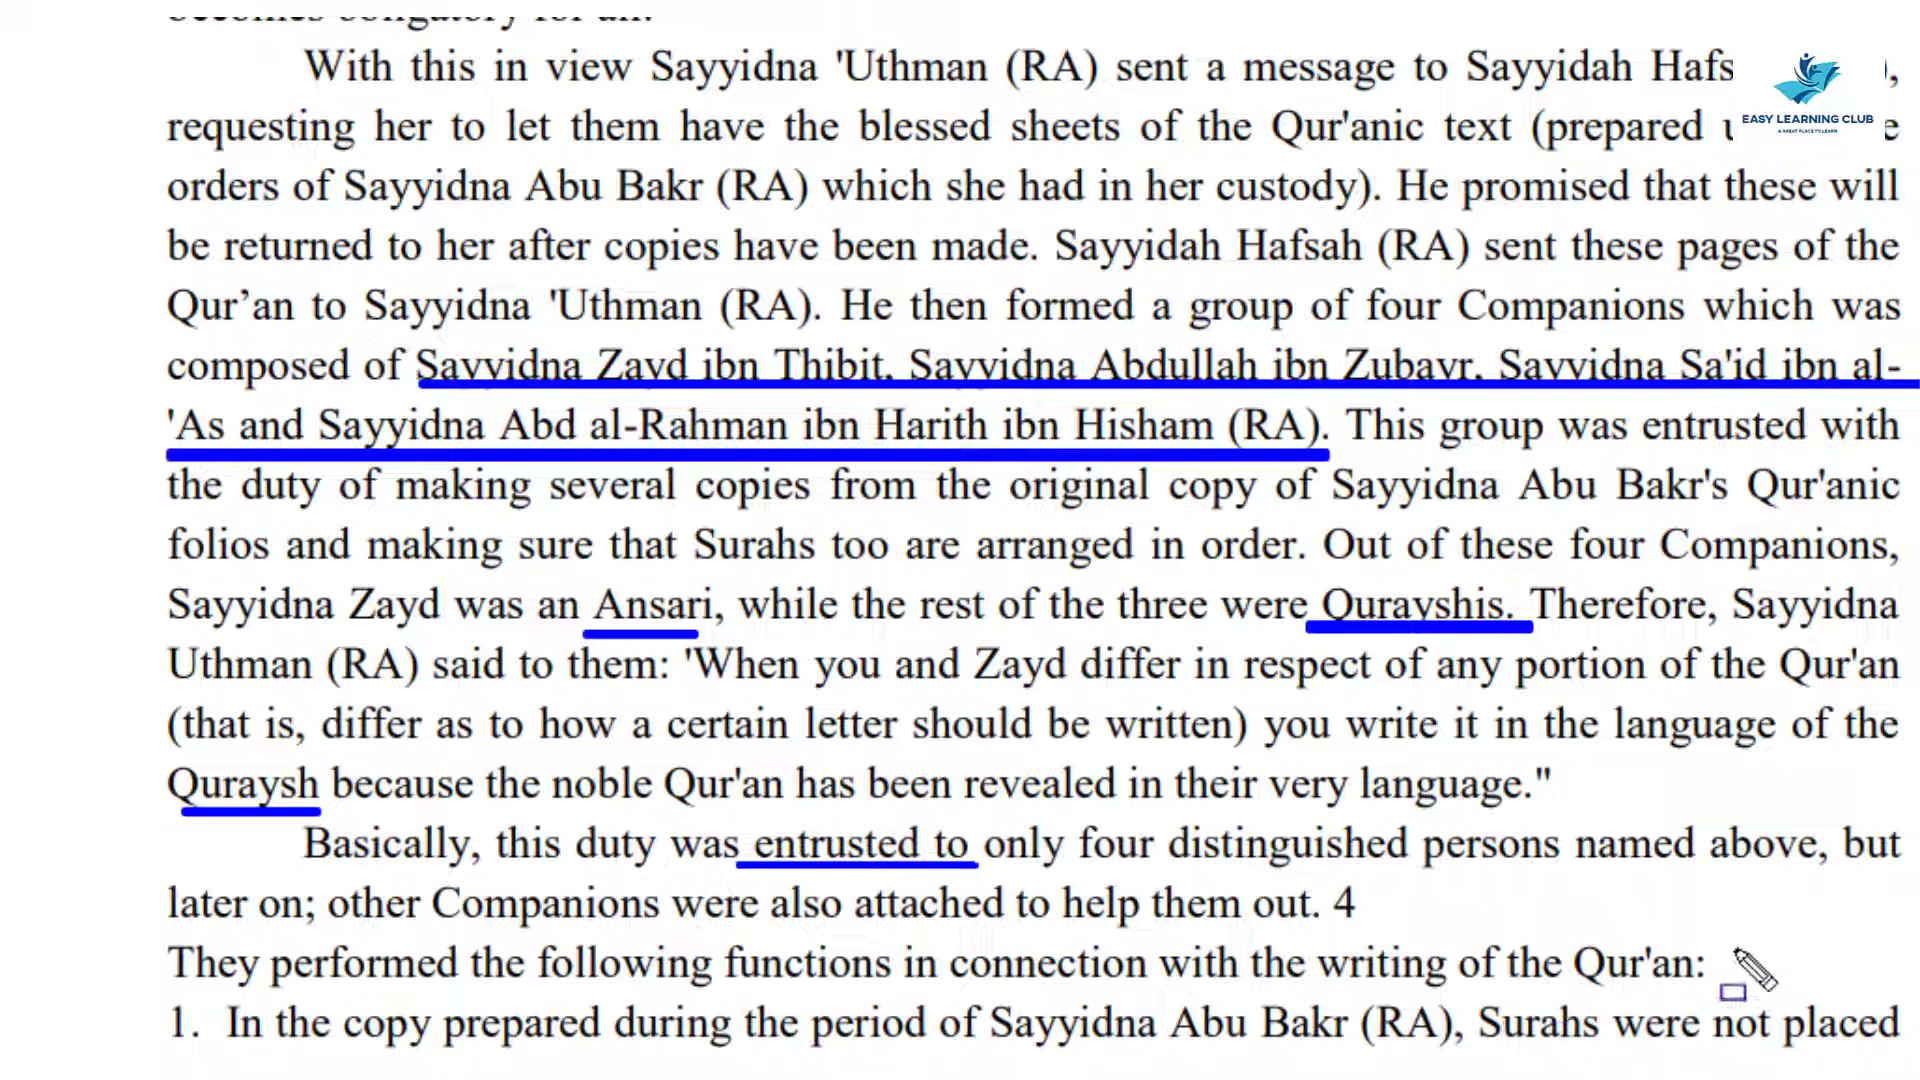 becomes obligatory for all.
With this in view Sayyidna 'Uthman (RA) sent a message to Sayyidah Hafs ,
requesting her to let them have the blessed sheets of the Qur'anic text (prepared
orders of Sayyidna Abu Bakr (RA) which she had in her custody). He promised that these will
be returned to her after copies have been made. Sayyidah Hafsah (RA) sent these pages of the
Qur’an to Sayyidna 'Uthman (RA). He then formed a group of four Companions which was
composed of Sayyidna Zayd ibn Thibit, Sayyidna Abdullah ibn Zubayr, Sayyidna Sa'id ibn al-
'As and Sayyidna Abd al-Rahman ibn Harith ibn Hisham (RA). This group was entrusted with
the duty of making several copies from the original copy of Sayyidna Abu Bakr's Qur'anic
folios and making sure that Surahs too are arranged in order. Out of these four Companions,
Sayyidna Zayd was an Ansari, while the rest of the three were Qurayshis. Therefore, Sayyidna
Uthman (RA) said to them: 'When you and Zayd differ in respect of any portion of the Qur'an
(that is, differ as to how a certain letter should be written) you write it in the language of the
Quraysh because the noble Qur'an has been revealed in their very language."
Basically, this duty was entrusted to only four distinguished persons named above, but
later on; other Companions were also attached to help them out. 4
They performed the following functions in connection with the writing of the Qur'an:
1. In the copy prepared during the period of Sayyidna Abu Bakr (RA), Surahs were not placed
EASY LEARNING CLUB
A GREAT PLACE TO LEARN